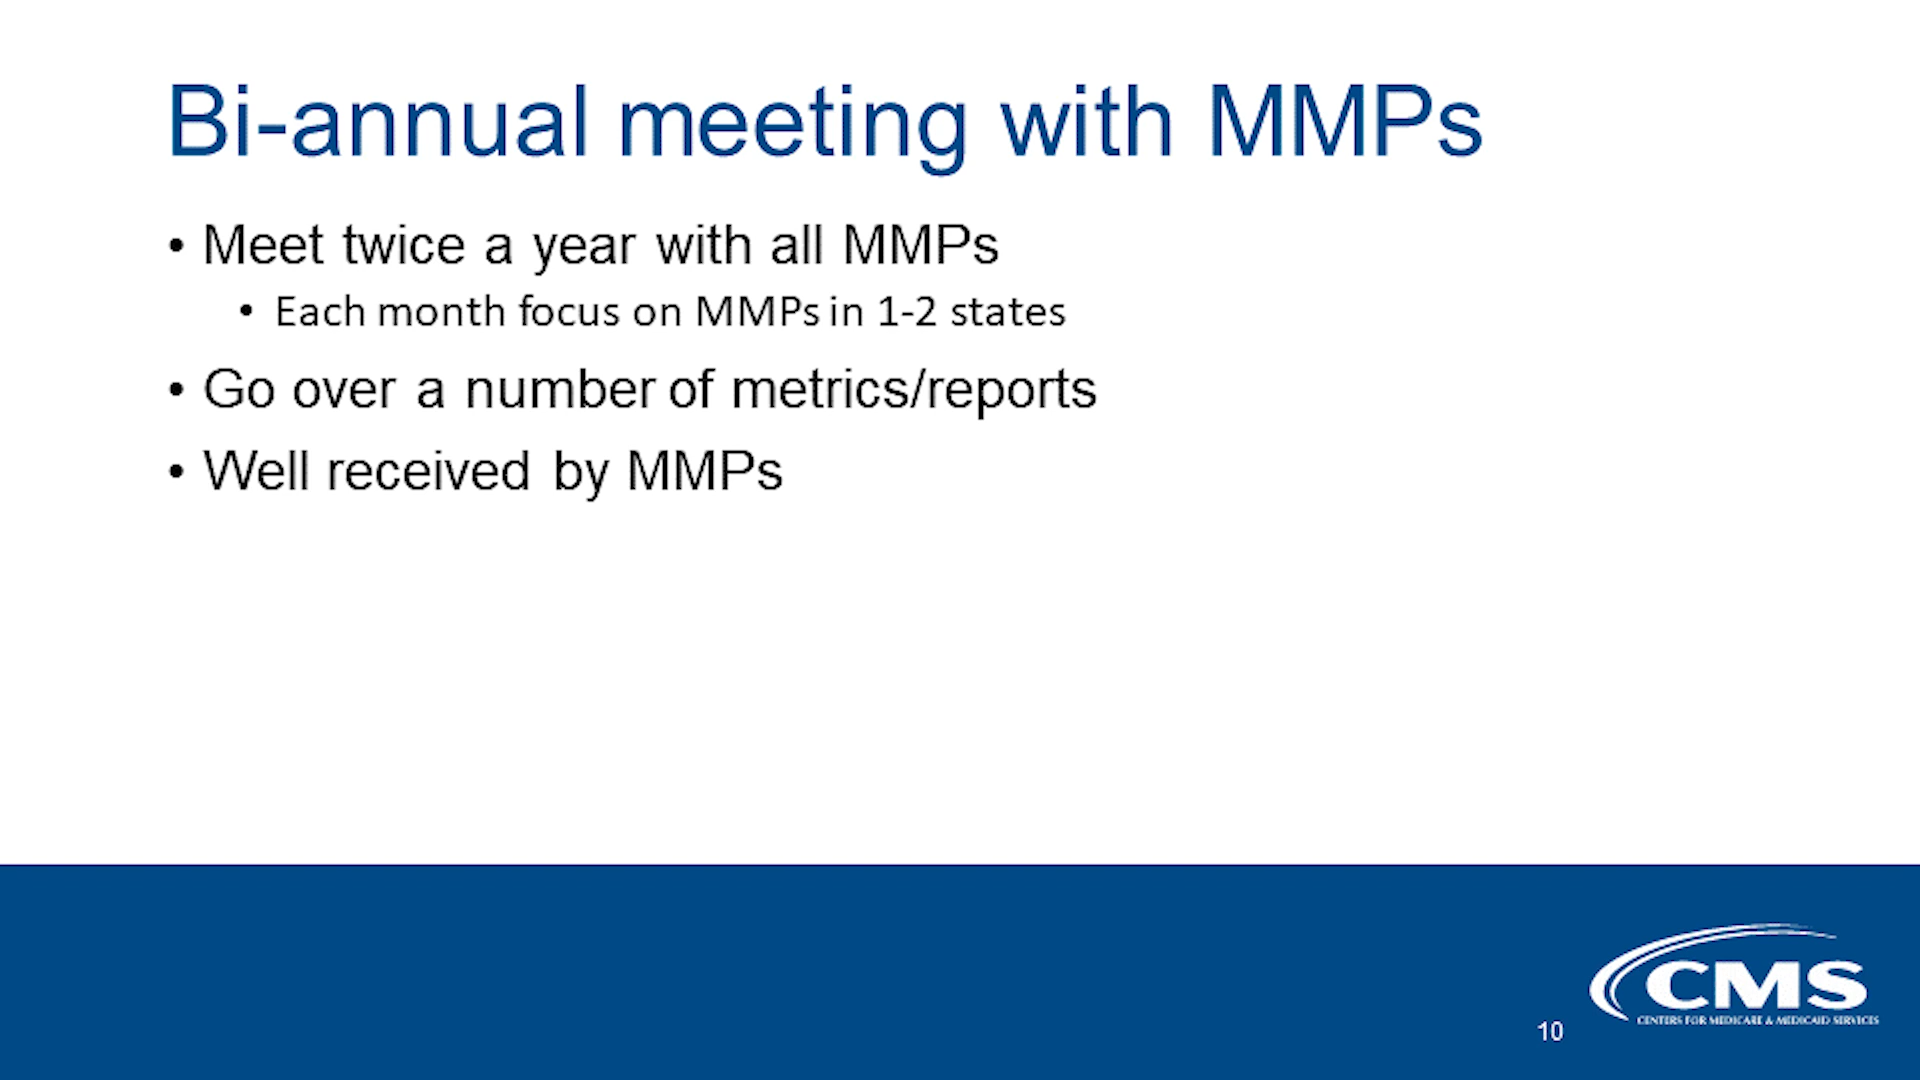 Bi-annual meeting with MMPs
• Meet twice a year with all MMPs
• Each month focus on MMPs in 1-2 states
• Go over a number of metrics/reports
• Well received by MMPs
CMS
CENTERS FOR MEDICARE & MEDICAID SERVICES
10